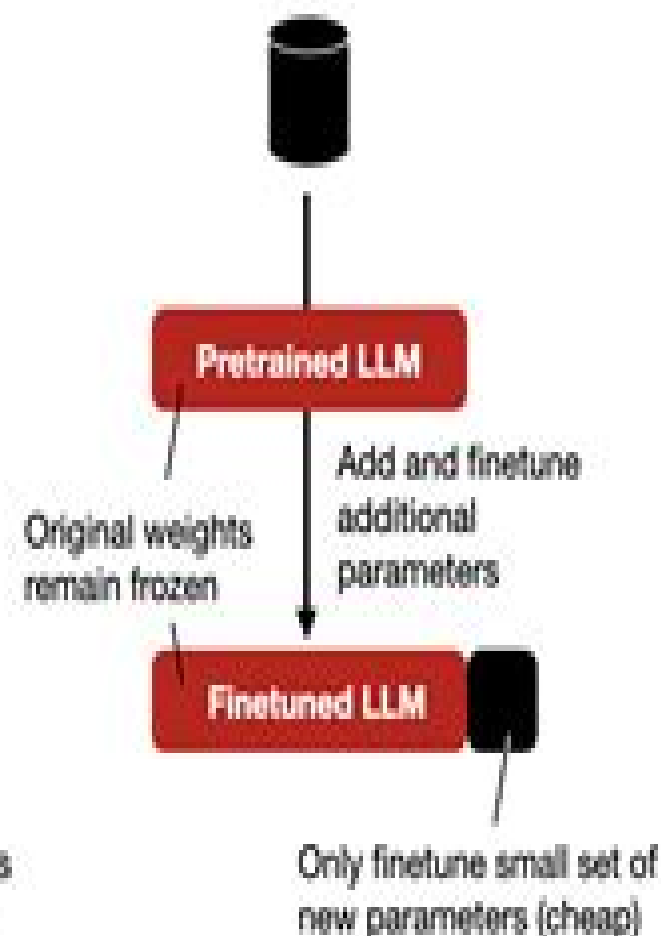 Pretrained LLM
Add and finetune
additional
parameters
Original weights
remain frozen
Finetuned LLM
Only finetune small set of
new parameters (cheap)